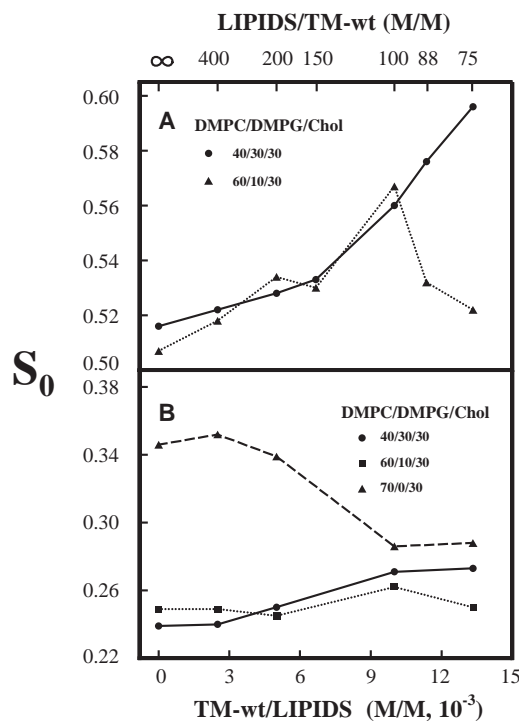 LIPIDS/TM-wt (M/M)
∞ 400 200 150 100 88 75
0.60
A
DMPC/DMPG/Chol
40/30/30
60/10/30
0.58
0.56
0.54
0.52
0.50
S0
0.38
B
DMPC/DMPG/Chol
40/30/30
60/10/30
70/0/30
0.34
0.30
0.26
0.22
0 3 6 9 12 15
TM-wt/LIPIDS (M/M, 10-3)